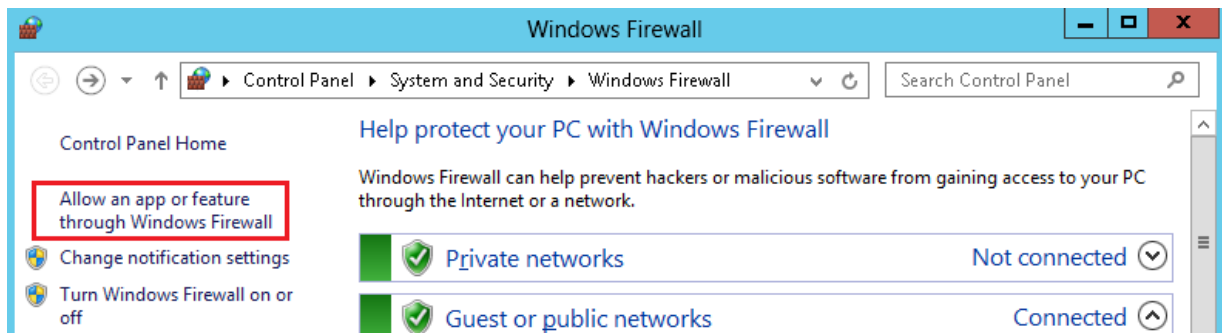 Windows Firewall
Control Panel System and Security Windows Firewall Search Control Panel
Control Panel Home
Allow an app or feature
through Windows Firewall
Change notification settings
Turn Windows Firewall on or
off
Help protect your PC with Windows Firewall
Windows Firewall can help prevent hackers or malicious software from gaining access to your PC
through the Internet or a network.
Private networks Not connected
Guest or public networks Connected